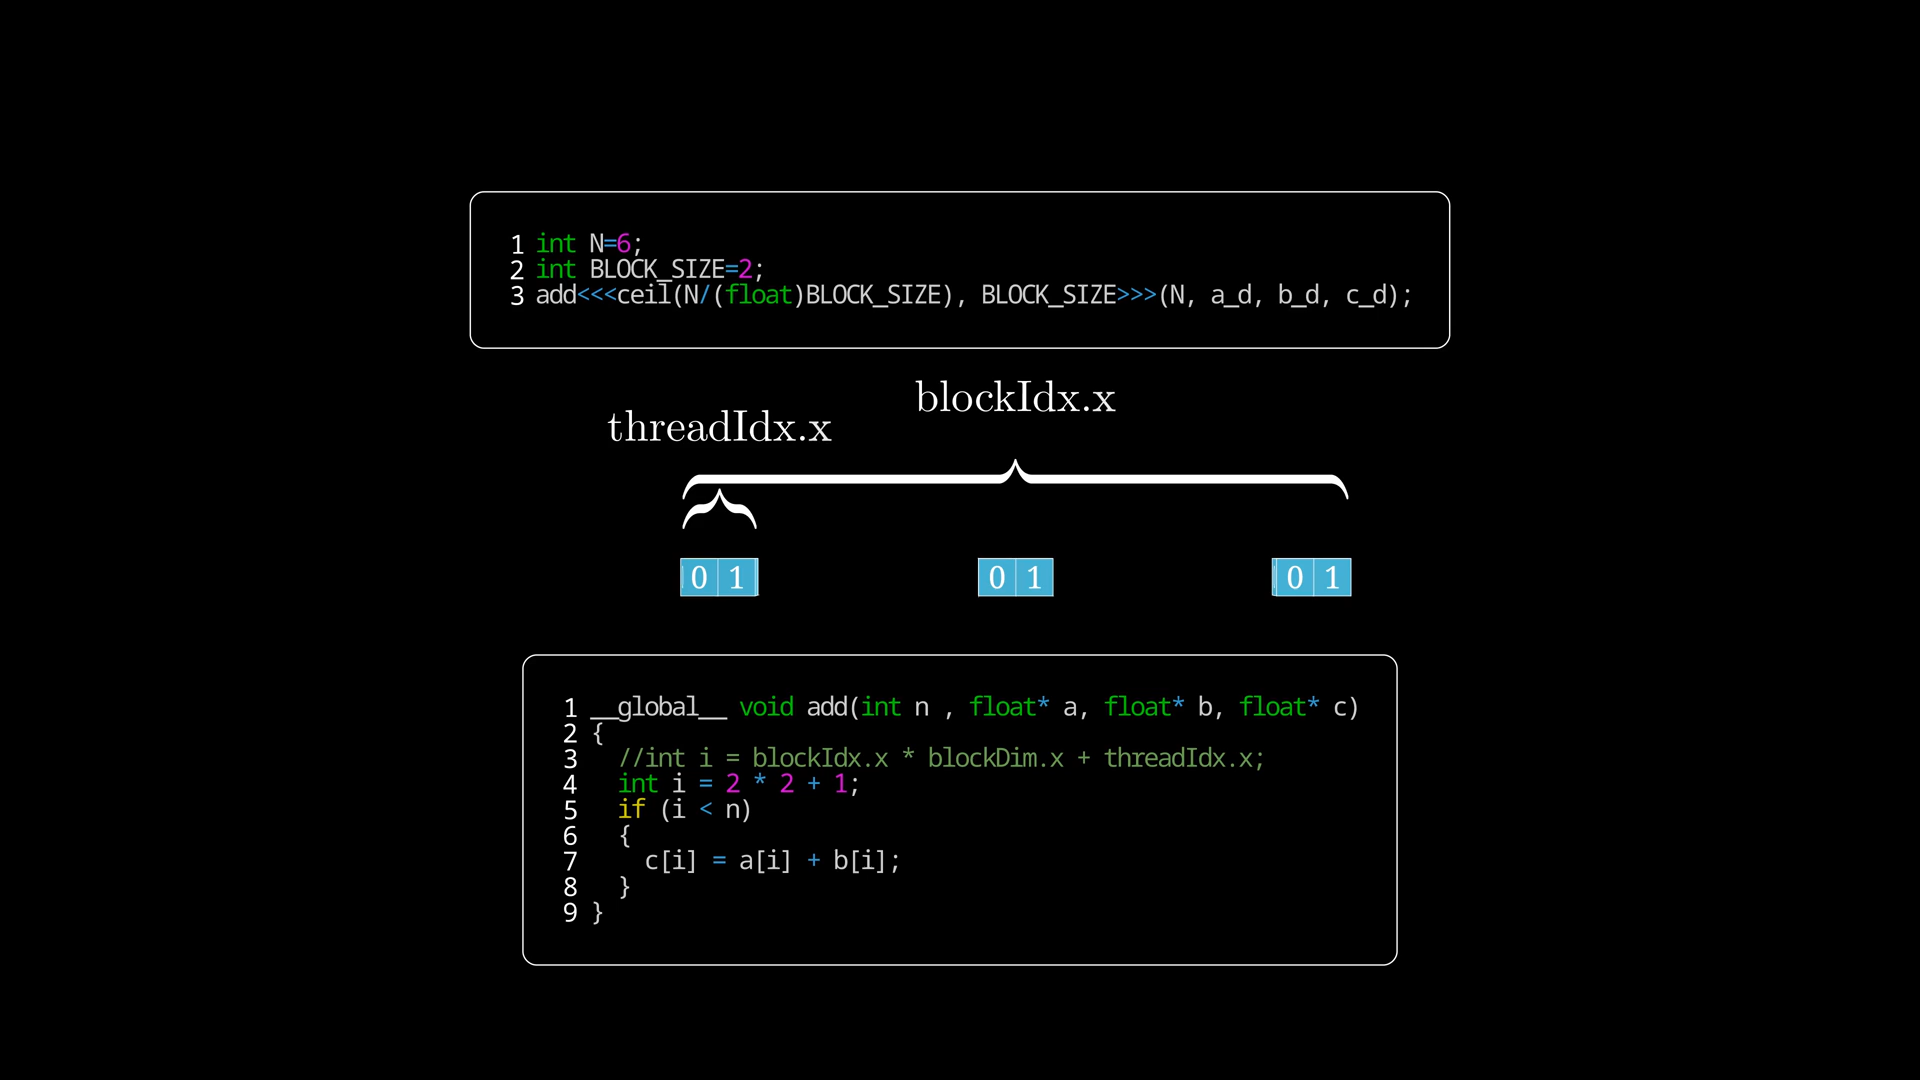 1 int N=6;
2 int BLOCK_SIZE=2;
3 add<<<ceil(N/(float)BLOCK_SIZE), BLOCK_SIZE>>>(N, a_d, b_d, c_d);
blockIdx.x
threadIdx.x
0 1 0 1 0 1
1 __global__ void add(int n , float* a, float* b, float* c)
2 {
3   //int i = blockIdx.x * blockDim.x + threadIdx.x;
4   int i = 2 * 2 + 1;
5   if (i < n)
6   {
7     c[i] = a[i] + b[i];
8   }
9 }